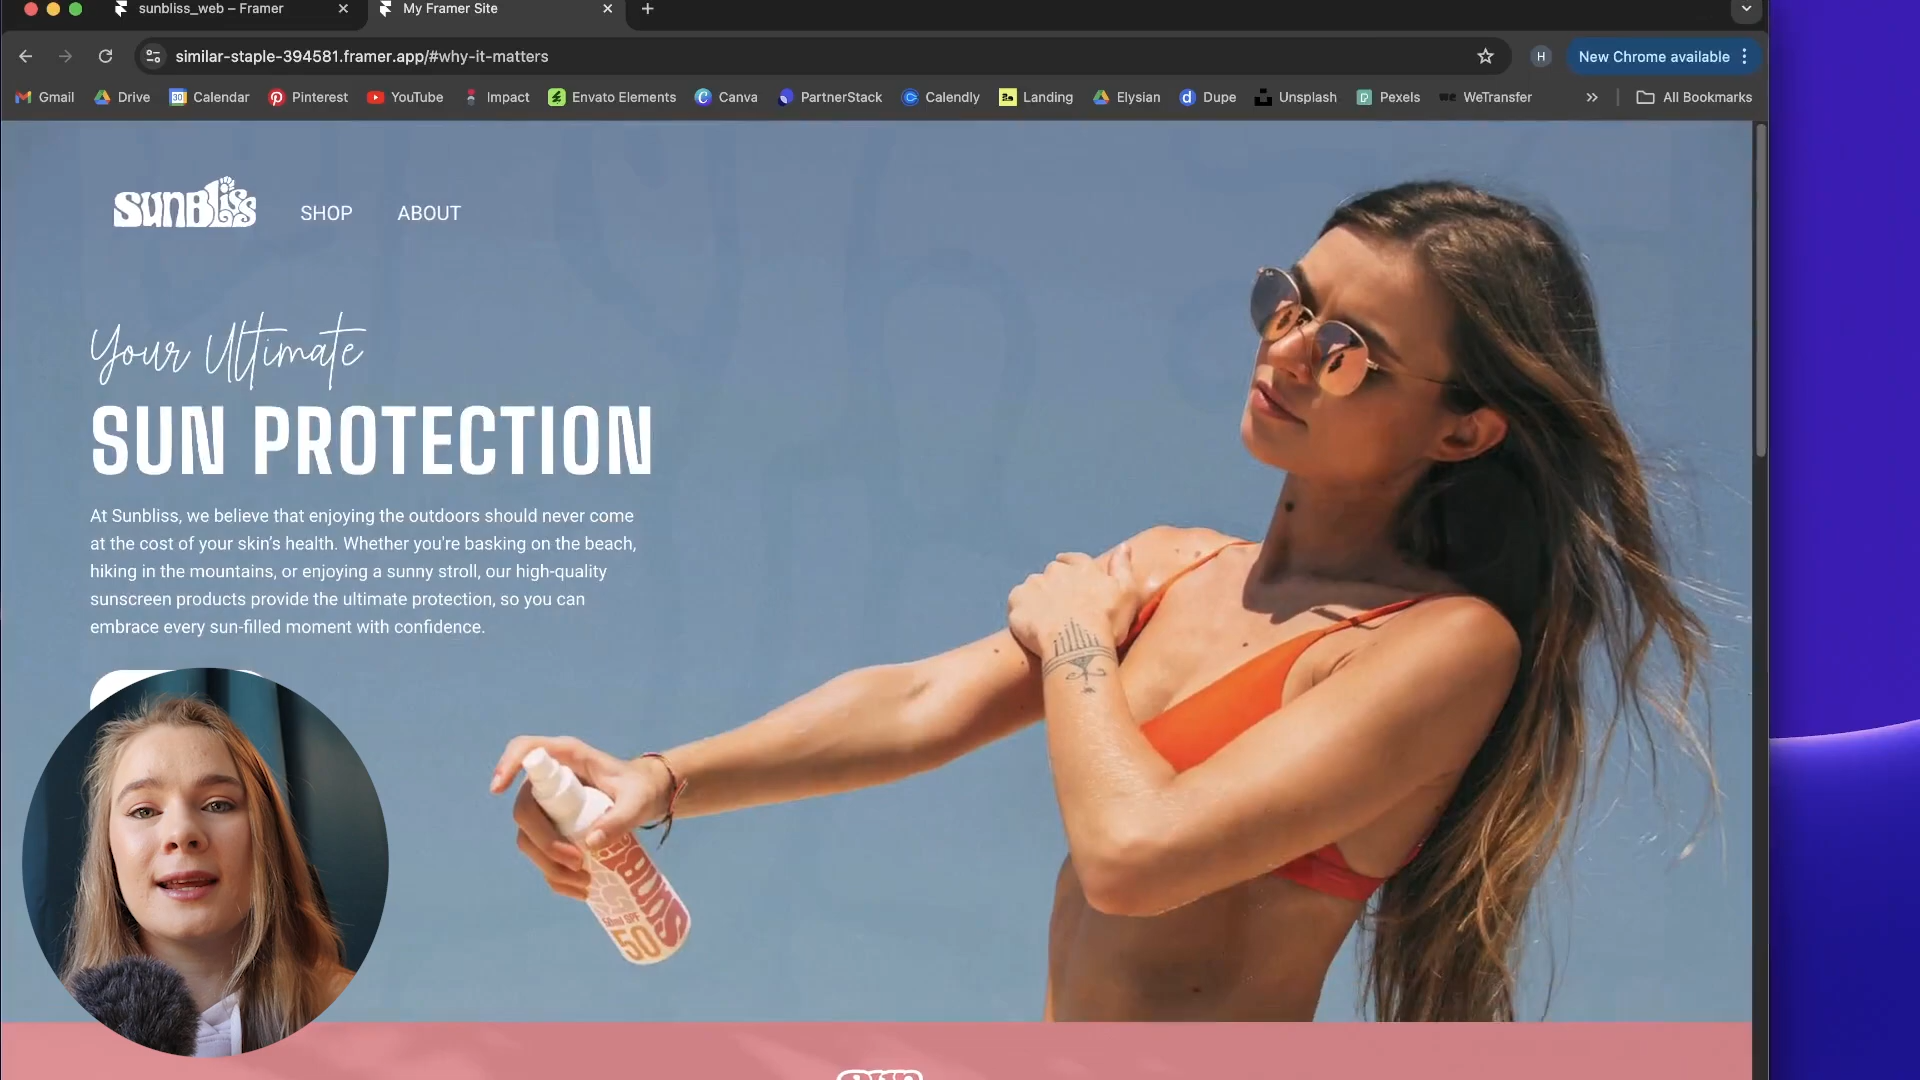 sunbliss_web – Framer
My Framer Site
similar-staple-394581.framer.app/#why-it-matters
H
New Chrome available
Gmail
Drive
30
Calendar
Pinterest
YouTube
Impact
Envato Elements
Canva
PartnerStack
Calendly
Landing
Elysian
Dupe
Unsplash
Pexels
WeTransfer
All Bookmarks
SunBliss
SHOP
ABOUT
Your Ultimate
SUN PROTECTION
At Sunbliss, we believe that enjoying the outdoors should never come
at the cost of your skin’s health. Whether you're basking on the beach,
hiking in the mountains, or enjoying a sunny stroll, our high-quality
sunscreen products provide the ultimate protection, so you can
embrace every sun-filled moment with confidence.
50